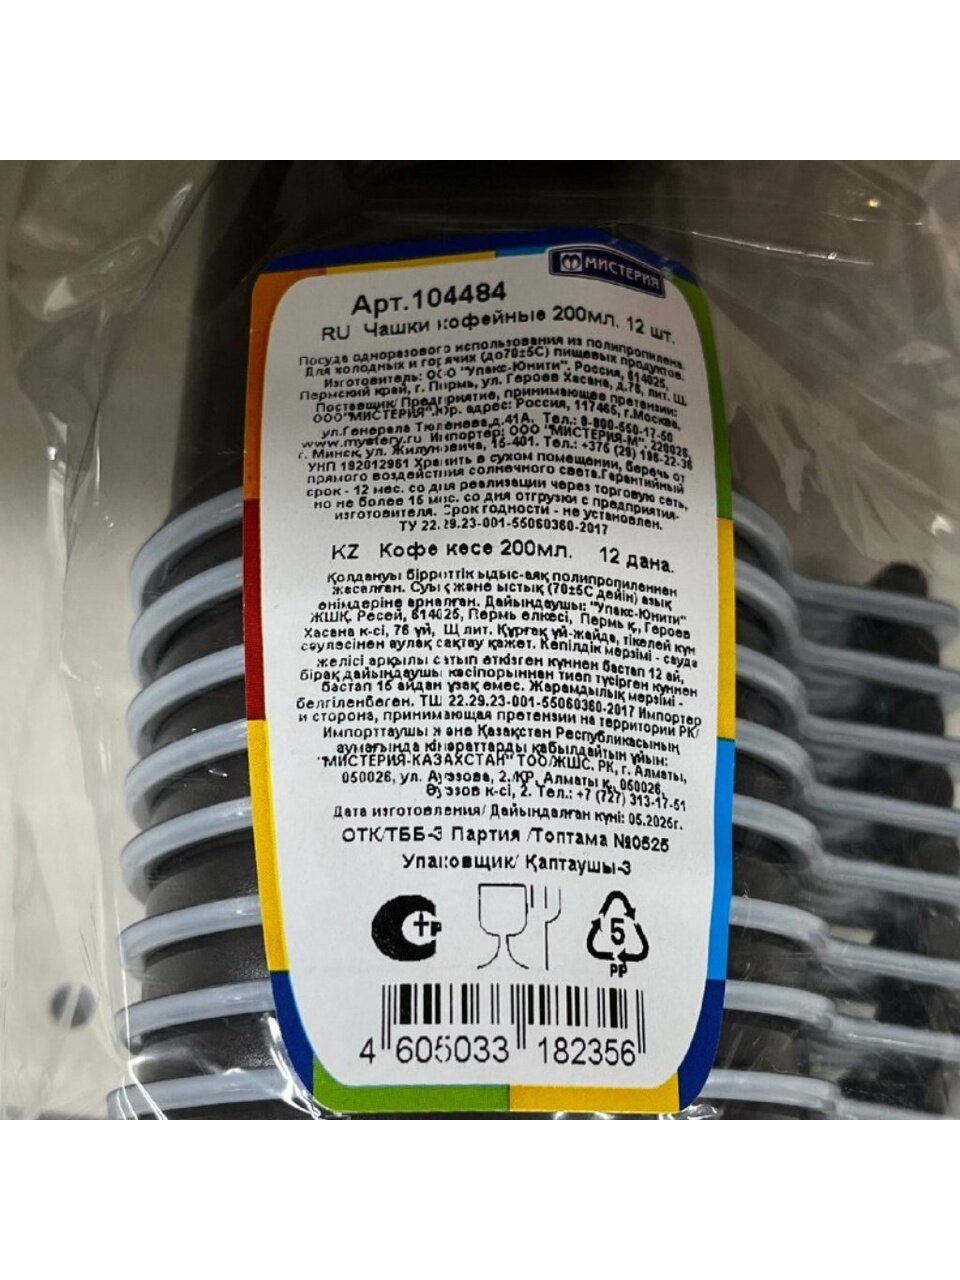 МИСТЕРИЯ
Арт.104484
RU Чашки кофейные 200мл. 12 шт.
Посуда одноразового использования из полипропилена.
Для холодных и горячих (до70±5С) пищевых продуктов.
Изготовитель: ООО "Упакс-Юнити". Россия, 614025,
Пермский край, г. Пермь, ул. Героев Хасана, д.76, лит. Щ.
Поставщик/ Предприятие, принимающее претензии:
ООО"МИСТЕРИЯ".Юр. адрес: Россия, 117465, г.Москва,
ул.Генерала Тюленева,д.41А. Тел.: 8-800-550-17-50
www.mystery.ru Импортер: ООО "МИСТЕРИЯ-М", 220028,
г. Минск, ул. Жилуновича, 15-401. Тел.: +375 (29) 196-22-36
УНП 192012961 Хранить в сухом помещении, беречь от
прямого воздействия солнечного света.Гарантийный
срок - 12 мес. со дня реализации через торговую сеть,
но не более 15 мес. со дня отгрузки с предприятия-
изготовителя. Срок годности - не установлен.
ТУ 22.29.23-001-55060360-2017
KZ Кофе кесе 200мл. 12 дана.
Қолдануы бірреттік ыдыс-аяқ полипропиленнен
жасалған. Суық және ыстық (70±5С дейін) азық
өнімдеріне арналған. Дайындаушы: "Упакс-Юнити"
ЖШҚ. Ресей, 614025, Пермь өлкесі, Пермь қ, Героев
Хасана к-сі, 76 үй, Щ лит. Құрғақ үй-жайда, тікелей күн
сәулесінен аулақ сақтау қажет. Кепілдік мерзімі - сауда
желісі арқылы сатып өткізген күннен бастап 12 ай,
бірақ дайындаушы кәсіпорыннан тиеп түсірген күннен
бастап 15 айдан ұзақ емес. Жарамдылық мерзімі -
белгіленбеген. ТШ 22.29.23-001-55060360-2017 Импортер
и сторона, принимающая претензии на территории РК/
Импорттаушы және Қазақстан Республикасының
аумағында кінәраттарды қабылдайтын ұйым:
"МИСТЕРИЯ-КАЗАХСТАН" ТОО/ЖШС. РК, г. Алматы,
050026, ул. Ауэзова, 2./ҚР, Алматы қ, 050026,
Әуэзов к-сі, 2. Тел.: +7 (727) 313-17-51
Дата изготовления/ Дайындалған күні: 05.2025г.
ОТК/ТББ-3 Партия /Топтама №0525
Упаковщик/ Қаптаушы-3
5
PP
4 605033 182356